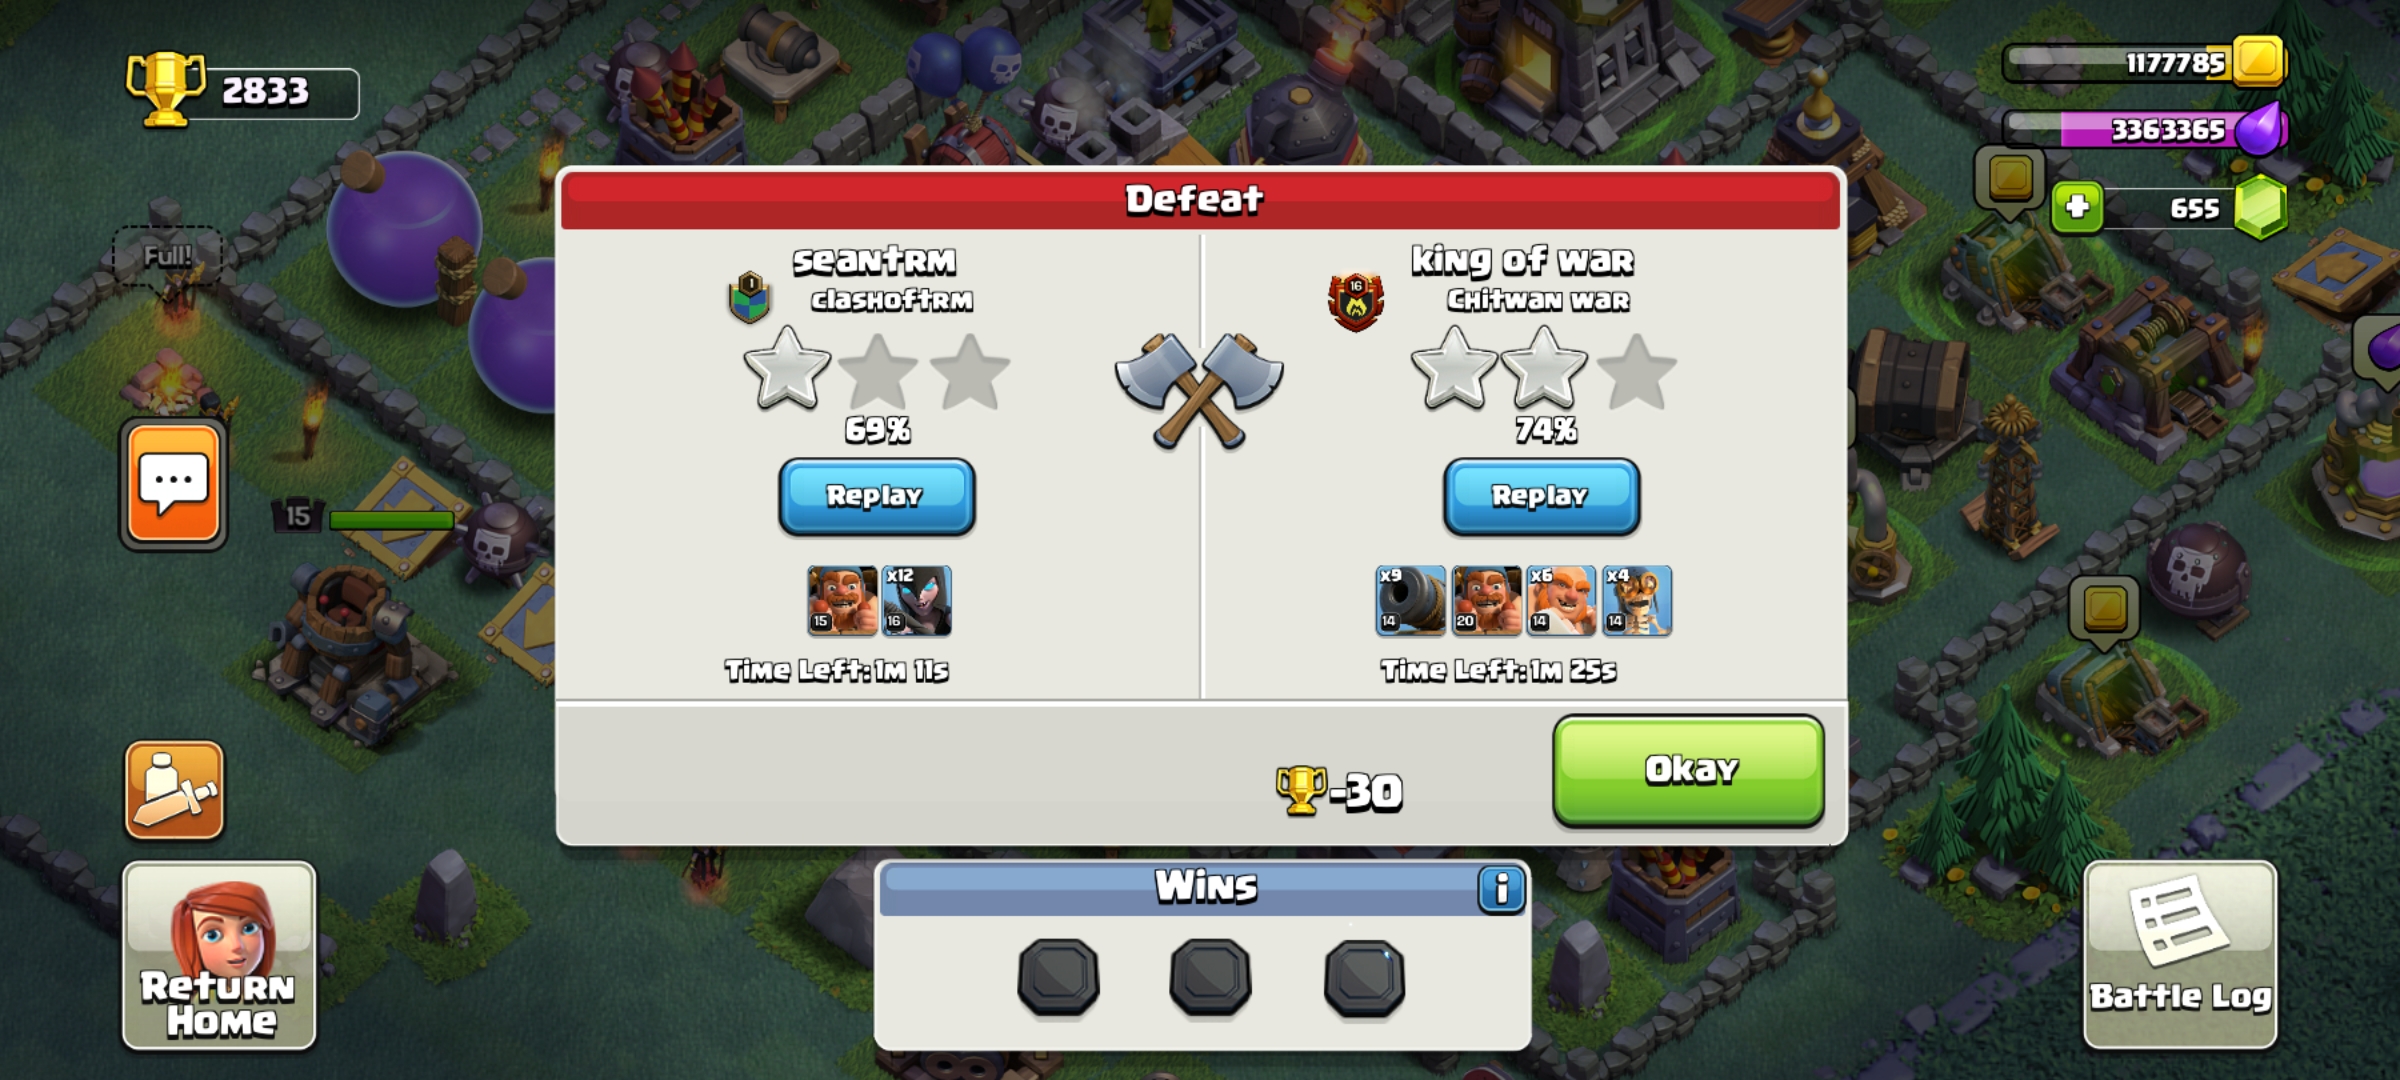 2833
1177785
3363365
655
Full!
15
Defeat
seantRM
clashoftRM
1
69%
Replay
15
x12
16
Time Left:1m 11s
king of war
Chitwan war
16
74%
Replay
x9
14
20
x6
14
x4
14
Time Left:1m 25s
-30
Okay
Wins
i
Return
Home
Battle Log